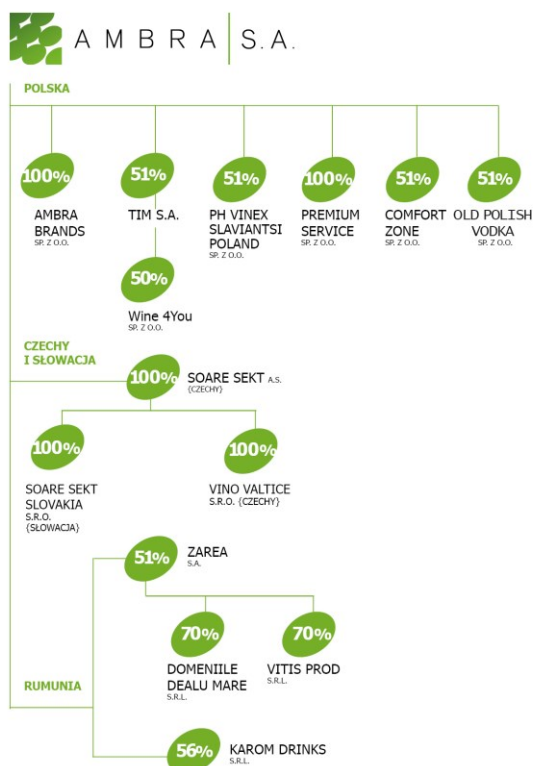 AMBRA S.A.
POLSKA
100% 51% 51% 100% 51% 51%
AMBRA BRANDS SP. Z O.O.
TIM S.A.
PH VINEX SLAVIANTSI POLAND SP. Z O.O.
PREMIUM SERVICE SP. Z O.O.
COMFORT ZONE SP. Z O.O.
OLD POLISH VODKA SP. Z O.O.
50%
Wine 4You
SP. Z O.O.
CZECHY
I SŁOWACJA
100%
SOARE SEKT A.S.
{CZECHY}
100%
SOARE SEKT
SLOVAKIA
S.R.O.
{SŁOWACJA}
100%
VINO VALTICE
S.R.O. {CZECHY}
51%
ZAREA
S.A.
70%
DOMENIILE
DEALU MARE
S.R.L.
70%
VITIS PROD
S.R.L.
RUMUNIA
56%
KAROM DRINKS
S.R.L.